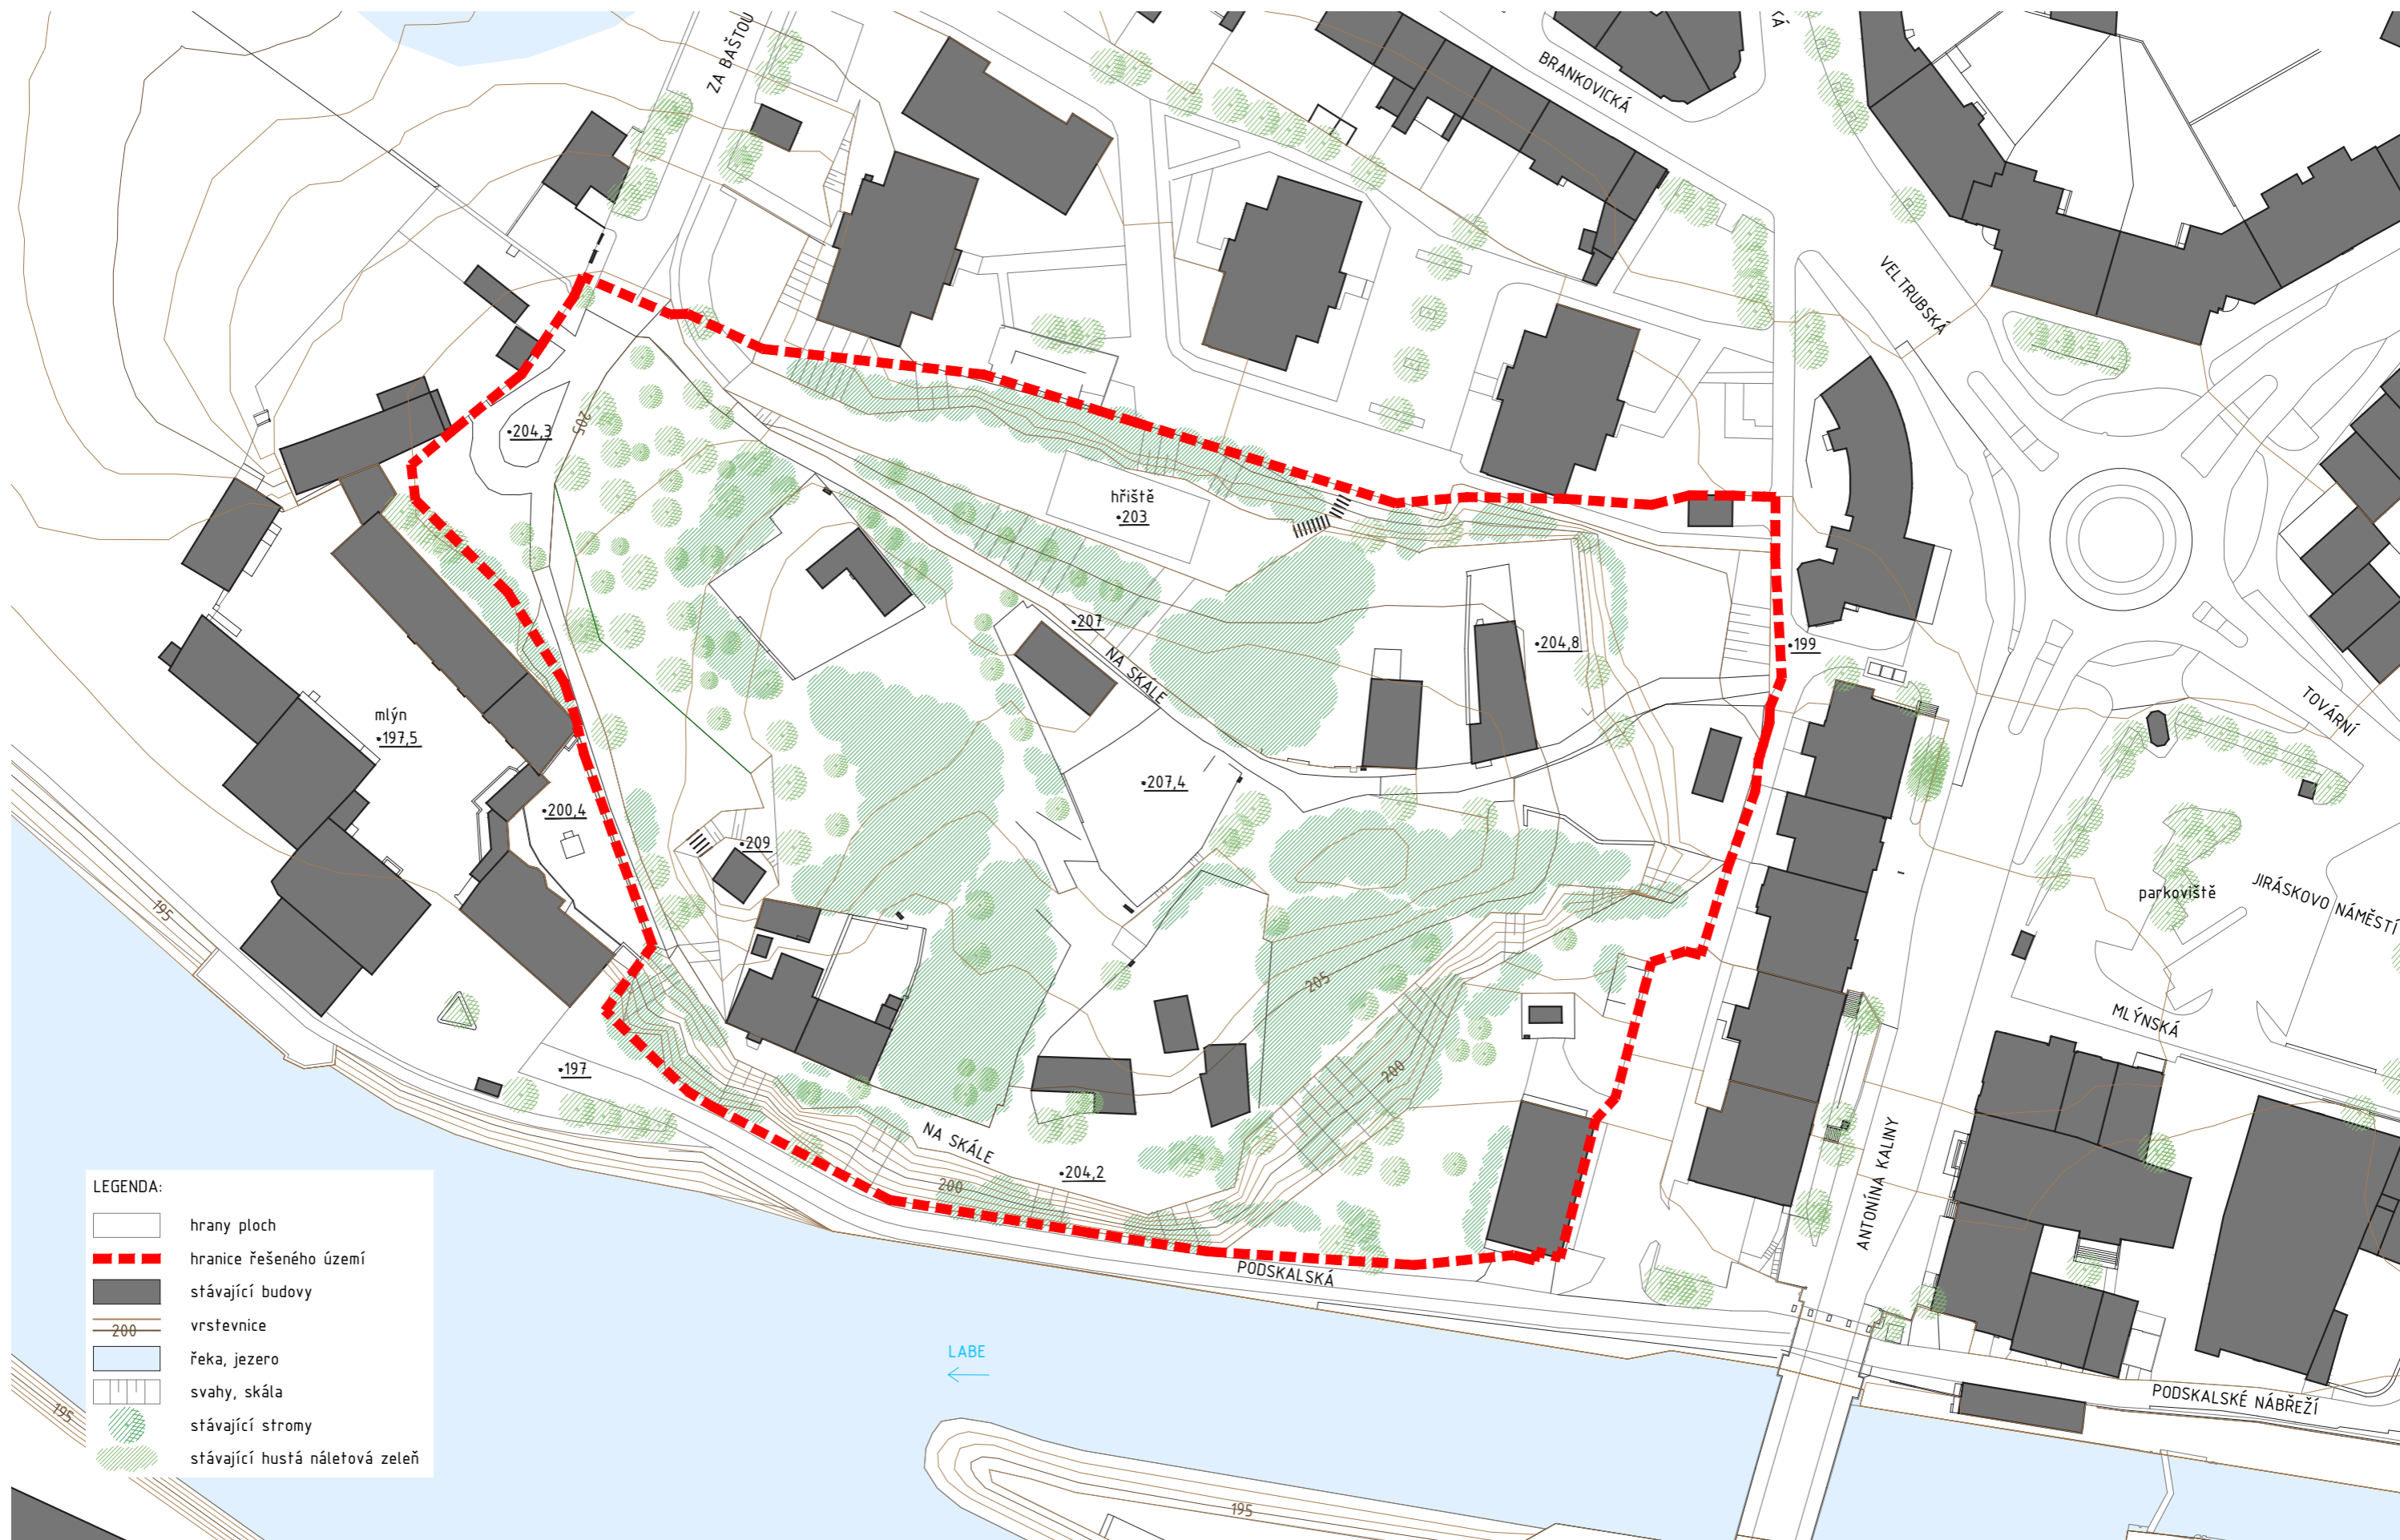 ZA BAŠTOU
KÁ
BRANKOVICKÁ
VELTRUBSKÁ
•204,3
205
hřiště
•203
•207
NA SKÁLE
•204,8
•199
TOVÁRNÍ
mlýn
•197,5
•207,4
•200,4
•209
parkoviště
JIRÁSKOVO NÁMĚSTÍ
195
205
MLÝNSKÁ
•197
200
NA SKÁLE
•204,2
200
ANTONÍNA KALINY
PODSKALSKÁ
LABE
PODSKALSKÉ NÁBŘEŽÍ
195
195
LEGENDA:
hrany ploch
hranice řešeného území
stávající budovy
200
vrstevnice
řeka, jezero
svahy, skála
stávající stromy
stávající hustá náletová zeleň